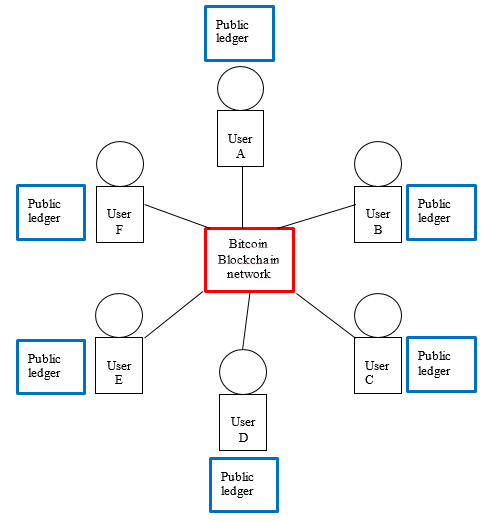 Public
ledger
User
A
Public
ledger
User
F
User
B
Public
ledger
Bitcoin
Blockchain
network
Public
ledger
User
E
User
C
Public
ledger
User
D
Public
ledger